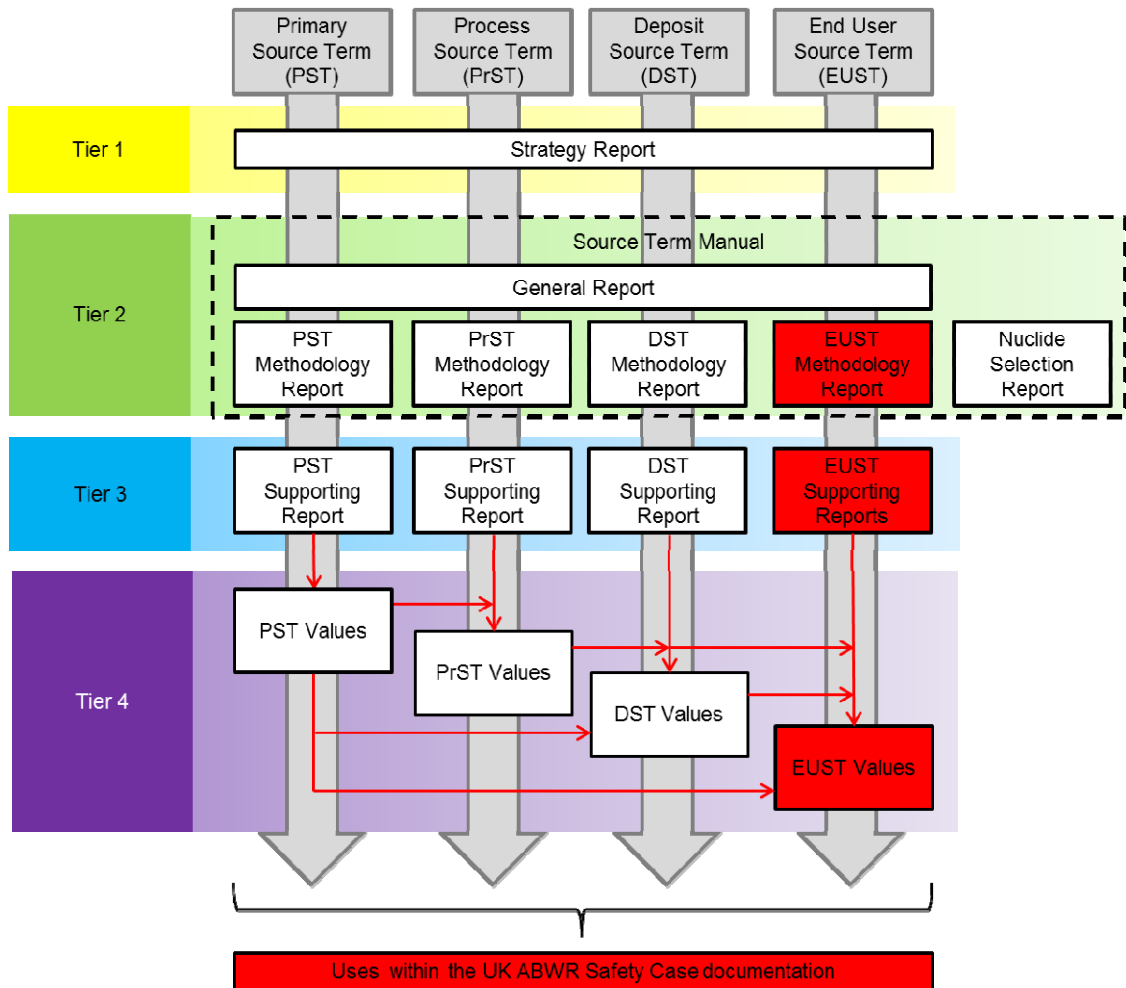 Primary
Source Term
(PST)
Process
Source Term
(PrST)
Deposit
Source Term
(DST)
End User
Source Term
(EUST)
Tier 1
Strategy Report
Tier 2
Source Term Manual
General Report
PST
Methodology
Report
PrST
Methodology
Report
DST
Methodology
Report
EUST
Methodology
Report
Nuclide
Selection
Report
Tier 3
PST
Supporting
Report
PrST
Supporting
Report
DST
Supporting
Report
EUST
Supporting
Reports
Tier 4
PST Values
PrST Values
DST Values
EUST Values
Uses within the UK ABWR Safety Case documentation